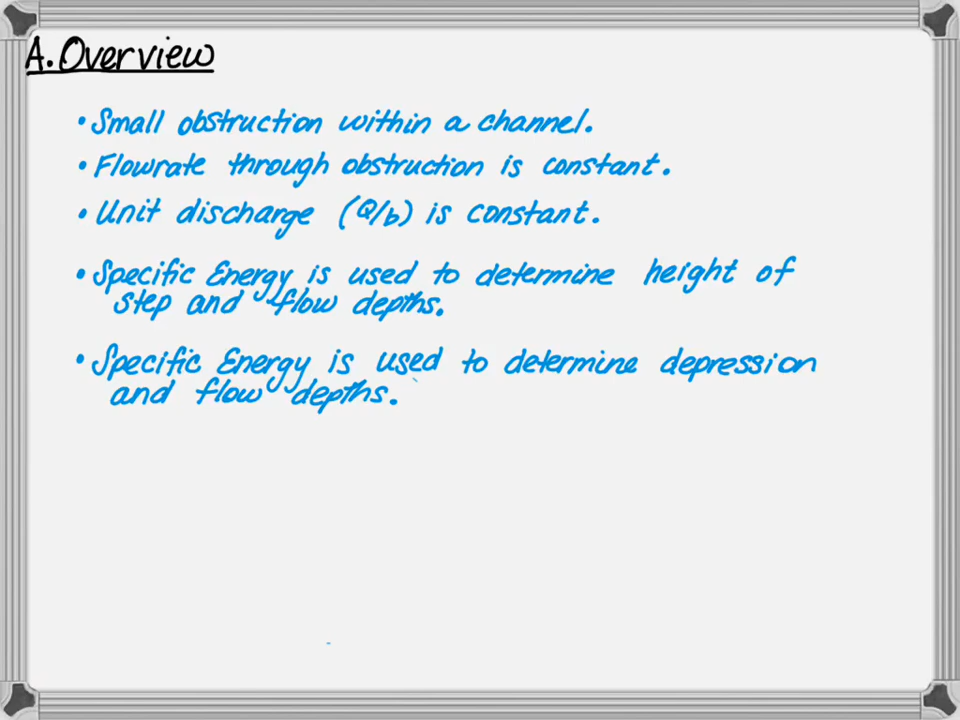 A. Overview
• Small obstruction within a channel.
• Flowrate through obstruction is constant.
• Unit discharge (Q/b) is constant.
• Specific Energy is used to determine height of
step and flow depths.
• Specific Energy is used to determine depression
and flow depths.